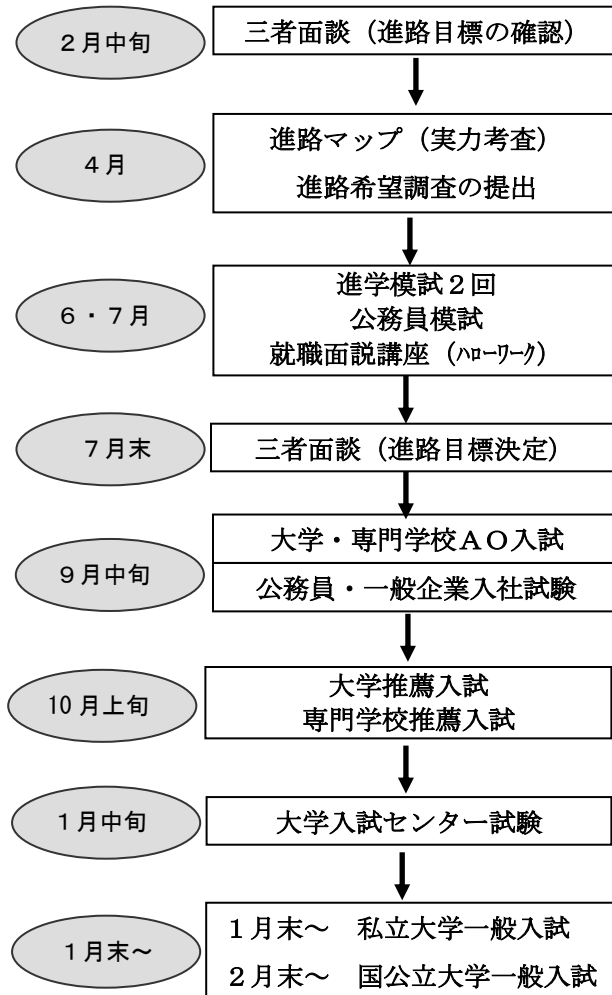 ２月中旬
三者面談（進路目標の確認）
４月
進路マップ（実力考査）
進路希望調査の提出
６・７月
進学模試２回
公務員模試
就職面説講座（ﾊﾛｰﾜｰｸ）
７月末
三者面談（進路目標決定）
９月中旬
大学・専門学校ＡＯ入試
公務員・一般企業入社試験
10月上旬
大学推薦入試
専門学校推薦入試
１月中旬
大学入試センター試験
１月末～
１月末～　私立大学一般入試
２月末～　国公立大学一般入試